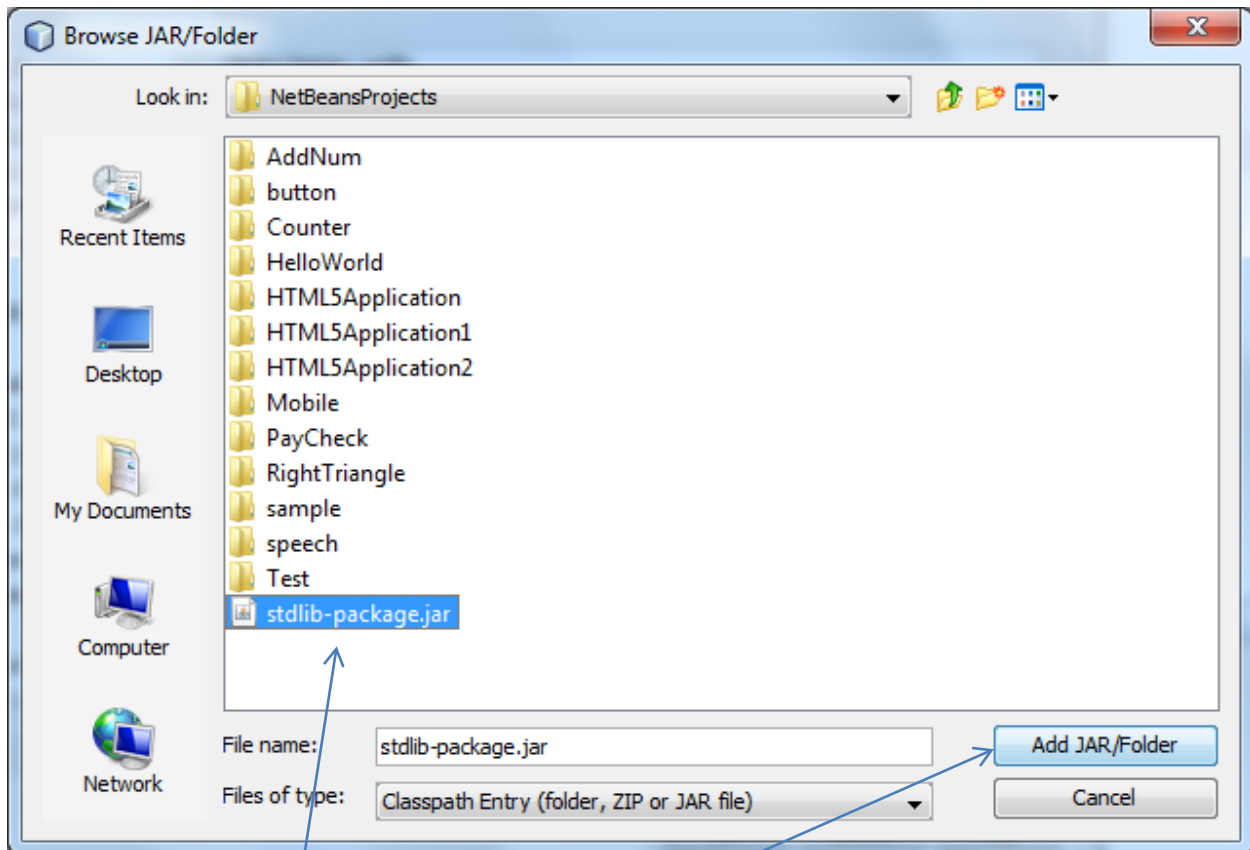 Browse JAR/Folder
Look in:
NetBeansProjects
Recent Items
Desktop
My Documents
Computer
Network
AddNum
button
Counter
HelloWorld
HTML5Application
HTML5Application1
HTML5Application2
Mobile
PayCheck
RightTriangle
sample
speech
Test
stdlib-package.jar
File name:
stdlib-package.jar
Add JAR/Folder
Files of type:
Classpath Entry (folder, ZIP or JAR file)
Cancel